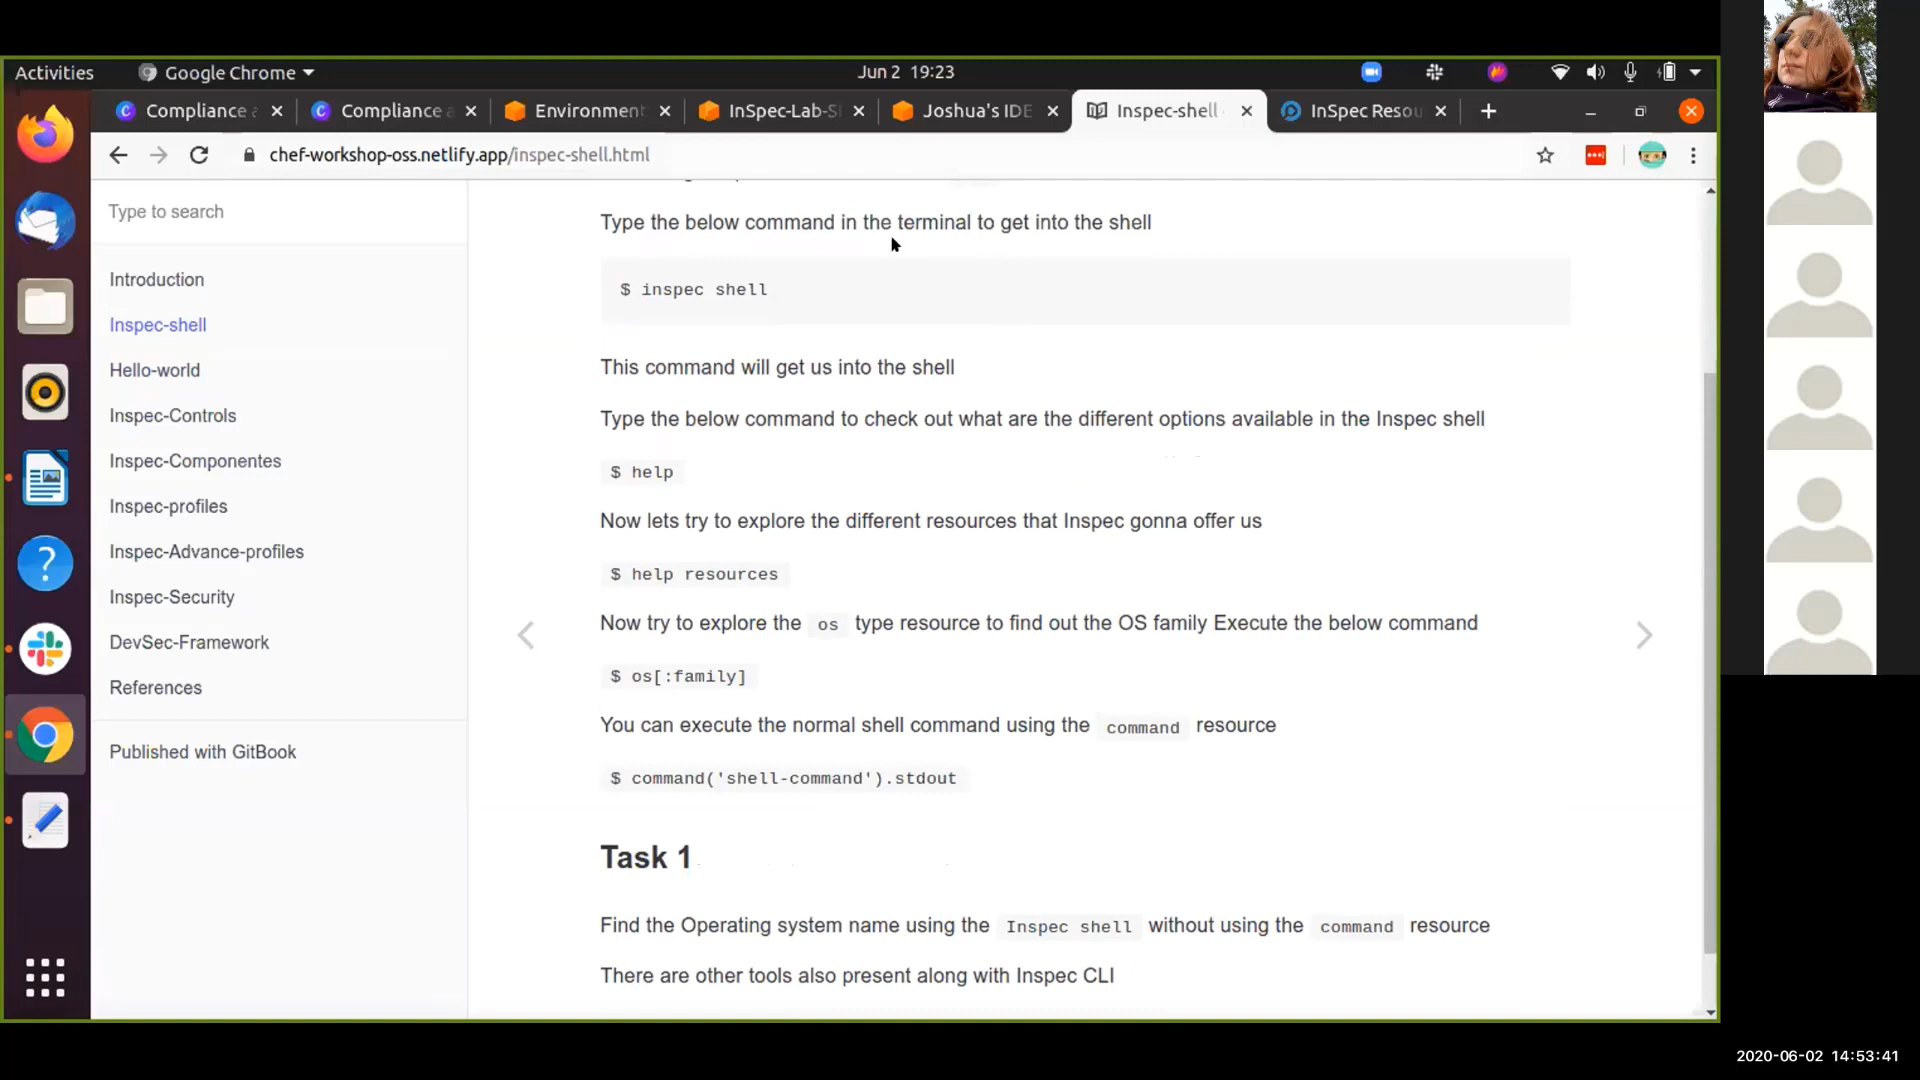 Activities
Google Chrome
Jun 2 19:23
Compliance a
Compliance a
Environment
InSpec-Lab-S
Joshua's IDE
Inspec-shell
InSpec Resou
chef-workshop-oss.netlify.app/inspec-shell.html
Type to search
Introduction
Inspec-shell
Hello-world
Inspec-Controls
Inspec-Componentes
Inspec-profiles
Inspec-Advance-profiles
Inspec-Security
DevSec-Framework
References
Published with GitBook
Type the below command in the terminal to get into the shell
$ inspec shell
This command will get us into the shell
Type the below command to check out what are the different options available in the Inspec shell
$ help
Now lets try to explore the different resources that Inspec gonna offer us
$ help resources
Now try to explore the os type resource to find out the OS family Execute the below command
$ os[:family]
You can execute the normal shell command using the command resource
$ command('shell-command').stdout
Task 1
Find the Operating system name using the Inspec shell without using the command resource
There are other tools also present along with Inspec CLI
2020-06-02 14:53:41